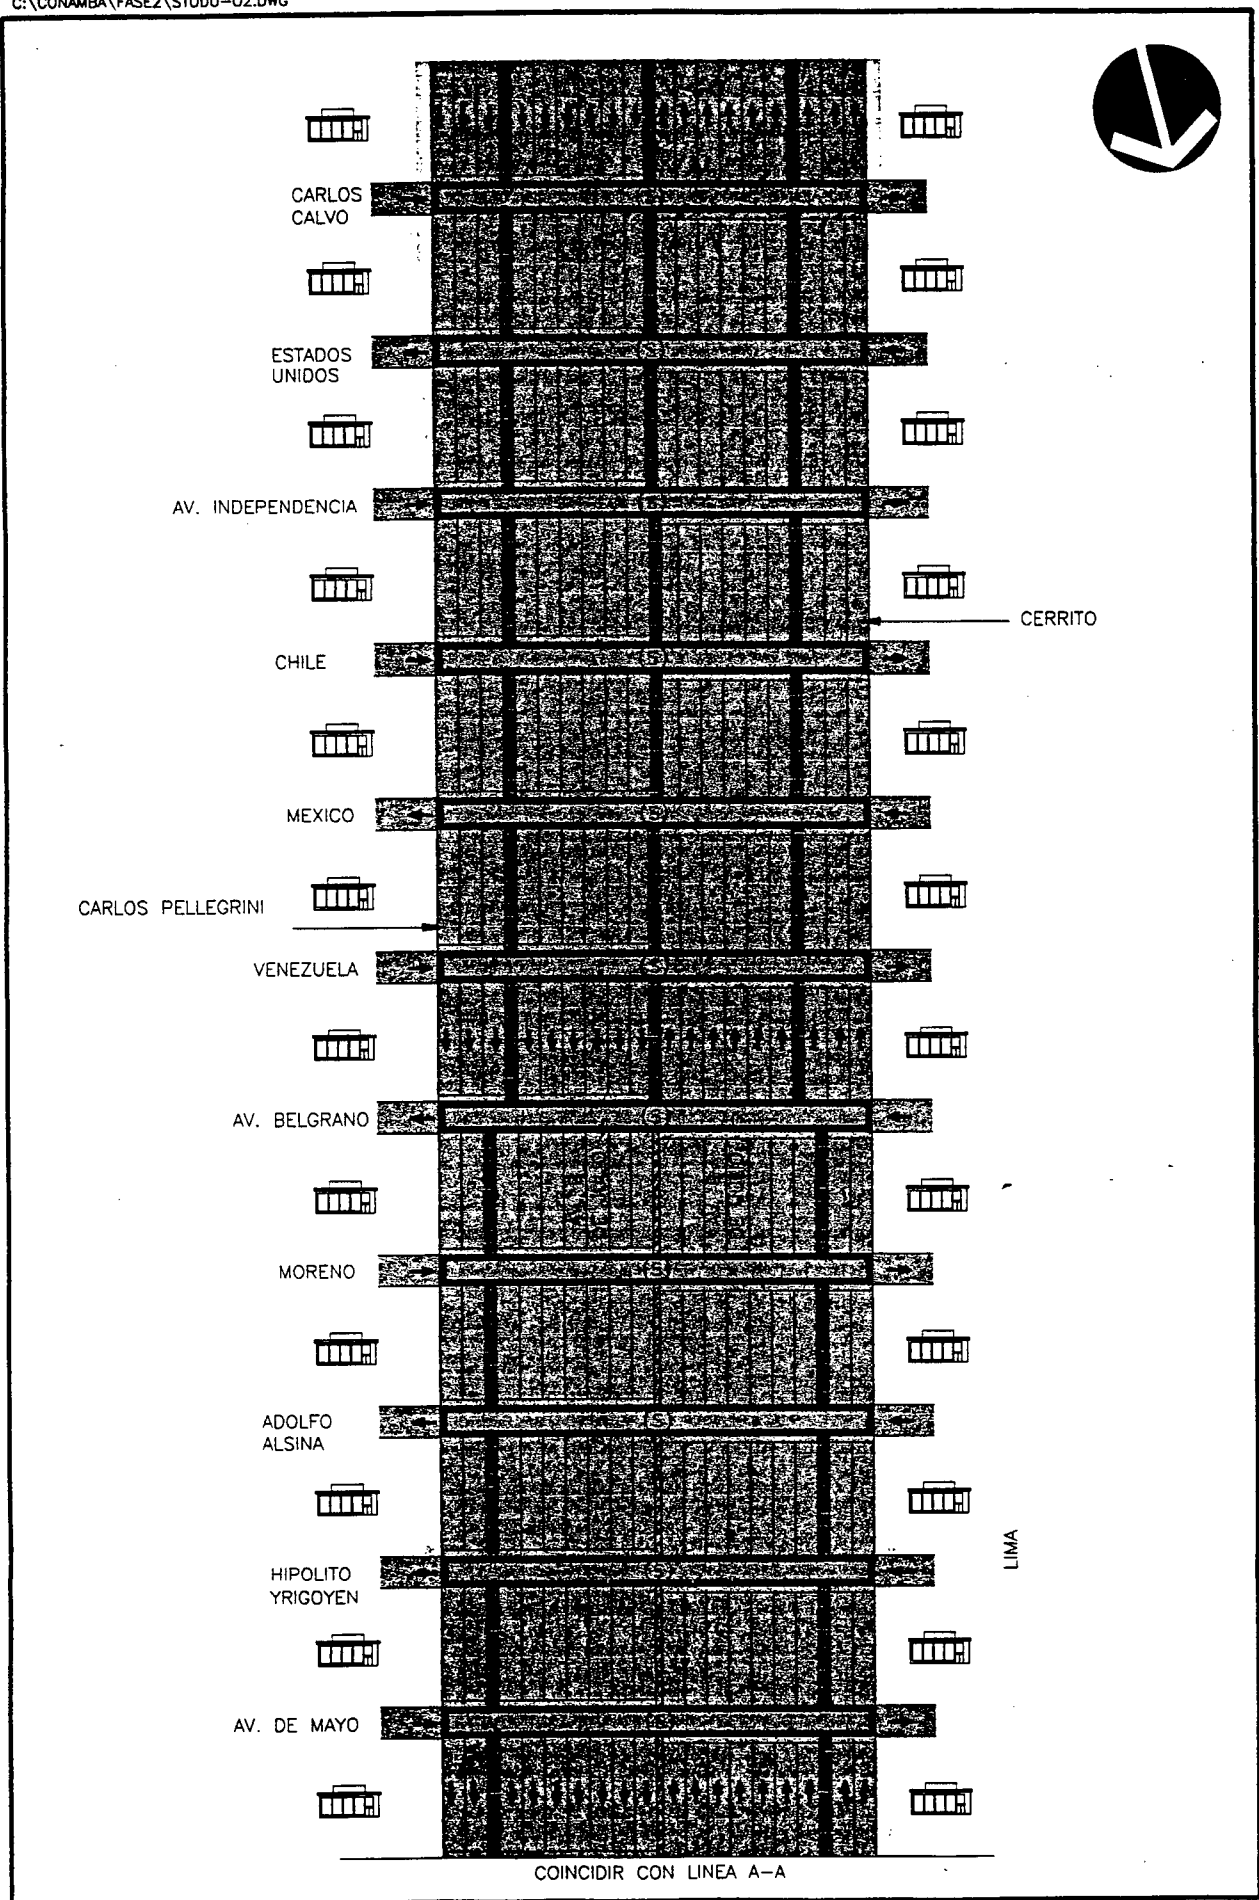 C:\CONAMBA\FASE2\STUDO-02.DWG
CARLOS
CALVO
ESTADOS
UNIDOS
(S)
AV. INDEPENDENCIA
(S)
CERRITO
CHILE
(S)
MEXICO
(S)
CARLOS PELLEGRINI
VENEZUELA
(S)
AV. BELGRANO
(S)
MORENO
(S)
ADOLFO
ALSINA
(S)
LIMA
HIPOLITO
YRIGOYEN
(S)
AV. DE MAYO
(S)
COINCIDIR CON LINEA A-A